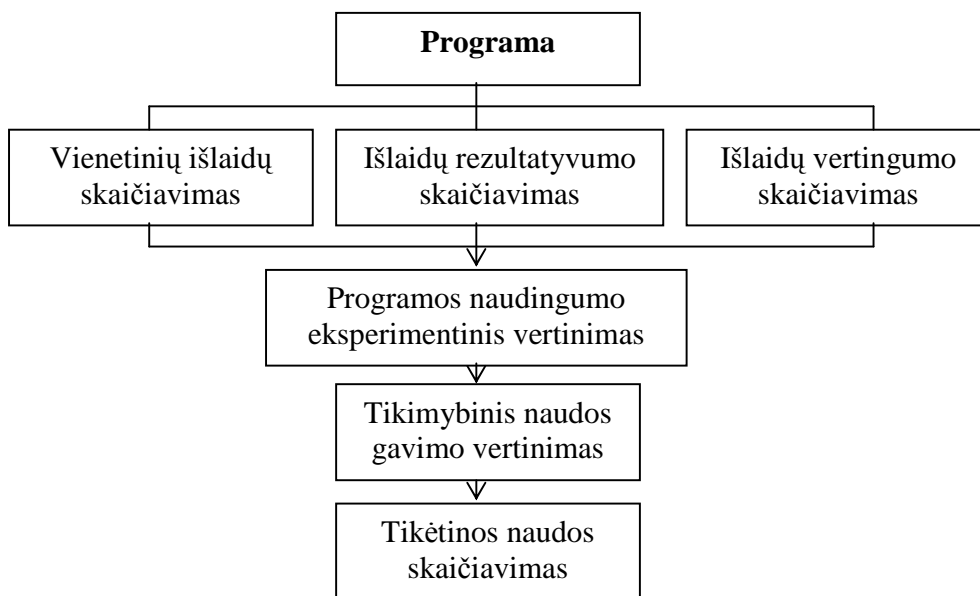 Programa
Vienetinių išlaidų
skaičiavimas
Išlaidų rezultatyvumo
skaičiavimas
Išlaidų vertingumo
skaičiavimas
Programos naudingumo
eksperimentinis vertinimas
Tikimybinis naudos
gavimo vertinimas
Tikėtinos naudos
skaičiavimas